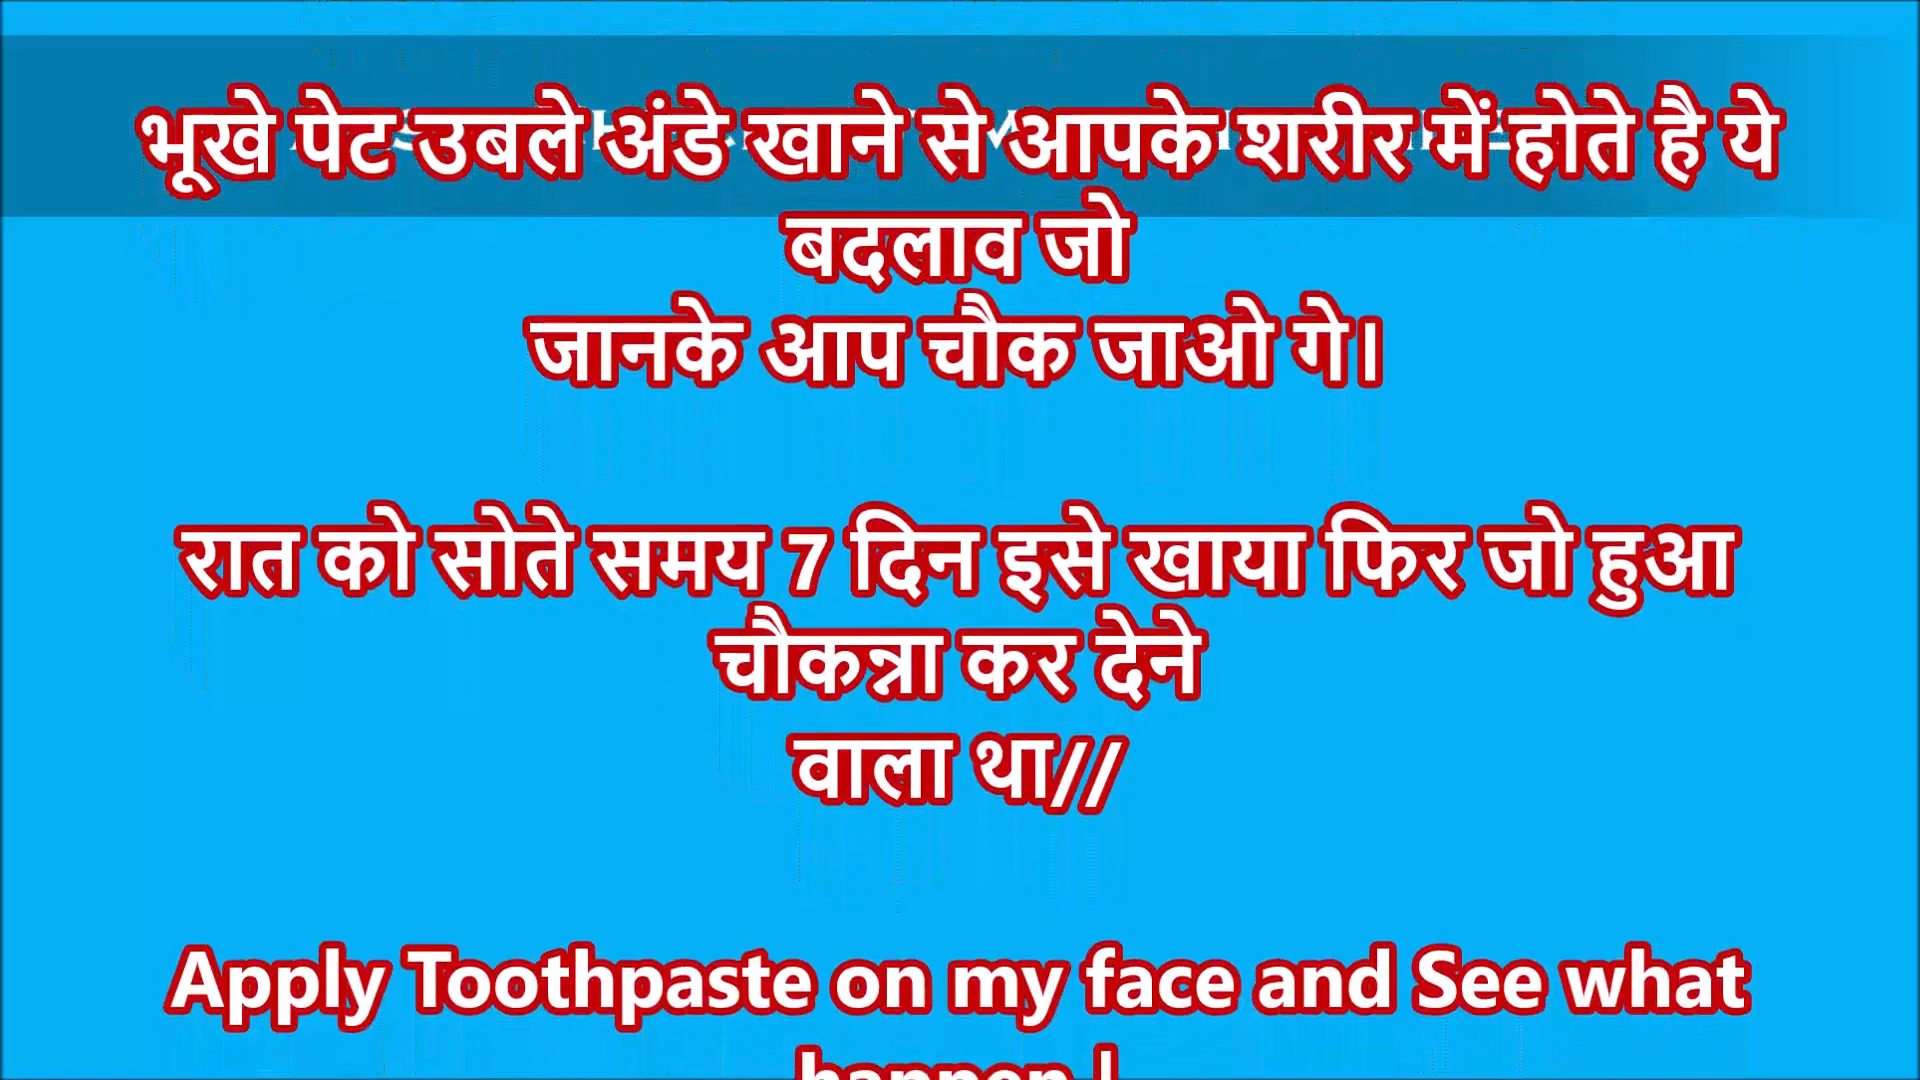 भूखे पेट उबले अंडे खाने से आपके शरीर में होते है ये
बदलाव जो
जानके आप चौक जाओ गे।
रात को सोते समय 7 दिन इसे खाया फिर जो हुआ
चौकन्ना कर देने
वाला था//
Apply Toothpaste on my face and See what
happen !